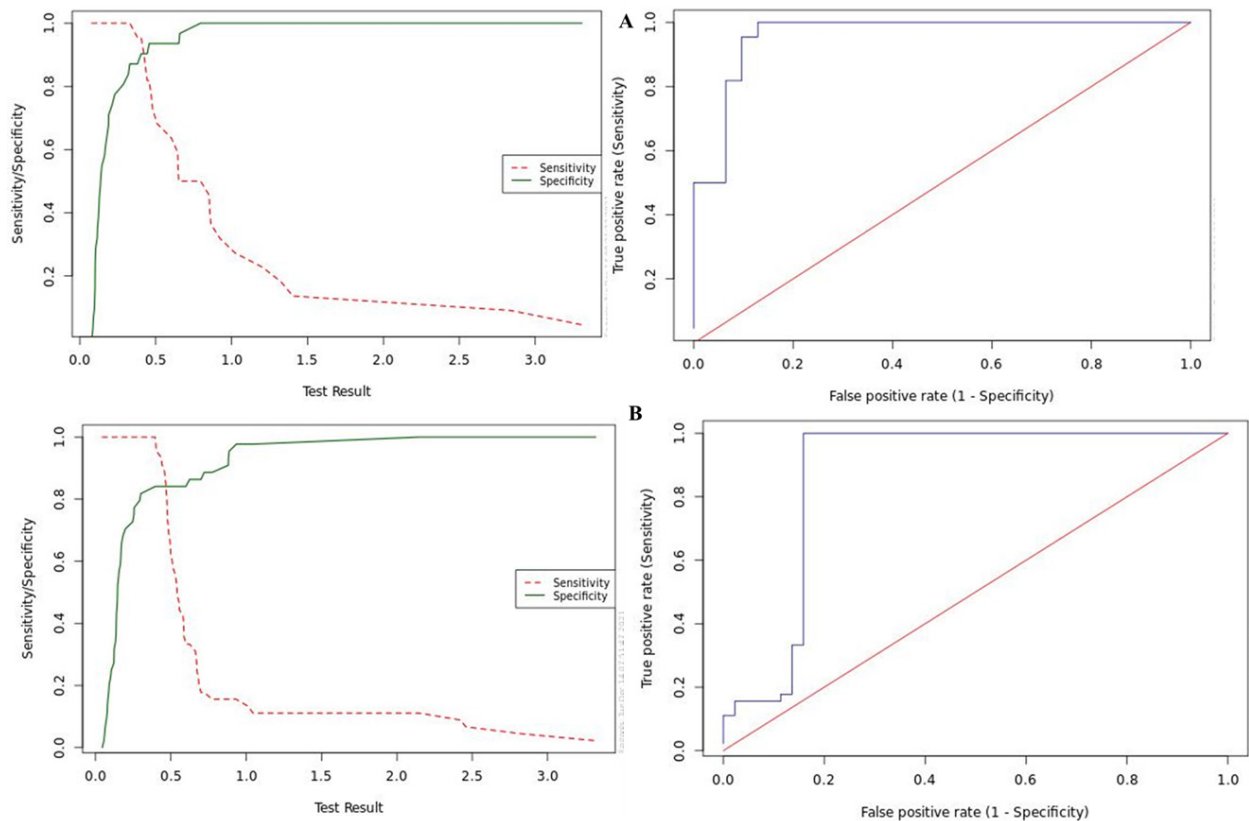 A
1.0
0.8
0.6
0.4
0.2
Sensitivity/Specificity
Sensitivity
Specificity
0.0 0.5 1.0 1.5 2.0 2.5 3.0
Test Result
1.0
0.8
0.6
0.4
0.2
True positive rate (Sensitivity)
0.0 0.2 0.4 0.6 0.8 1.0
False positive rate (1 - Specificity)
B
1.0
0.8
0.6
0.4
0.2
0.0
Sensitivity/Specificity
Sensitivity
Specificity
0.0 0.5 1.0 1.5 2.0 2.5 3.0
Test Result
1.0
0.8
0.6
0.4
0.2
0.0
True positive rate (Sensitivity)
0.0 0.2 0.4 0.6 0.8 1.0
False positive rate (1 - Specificity)